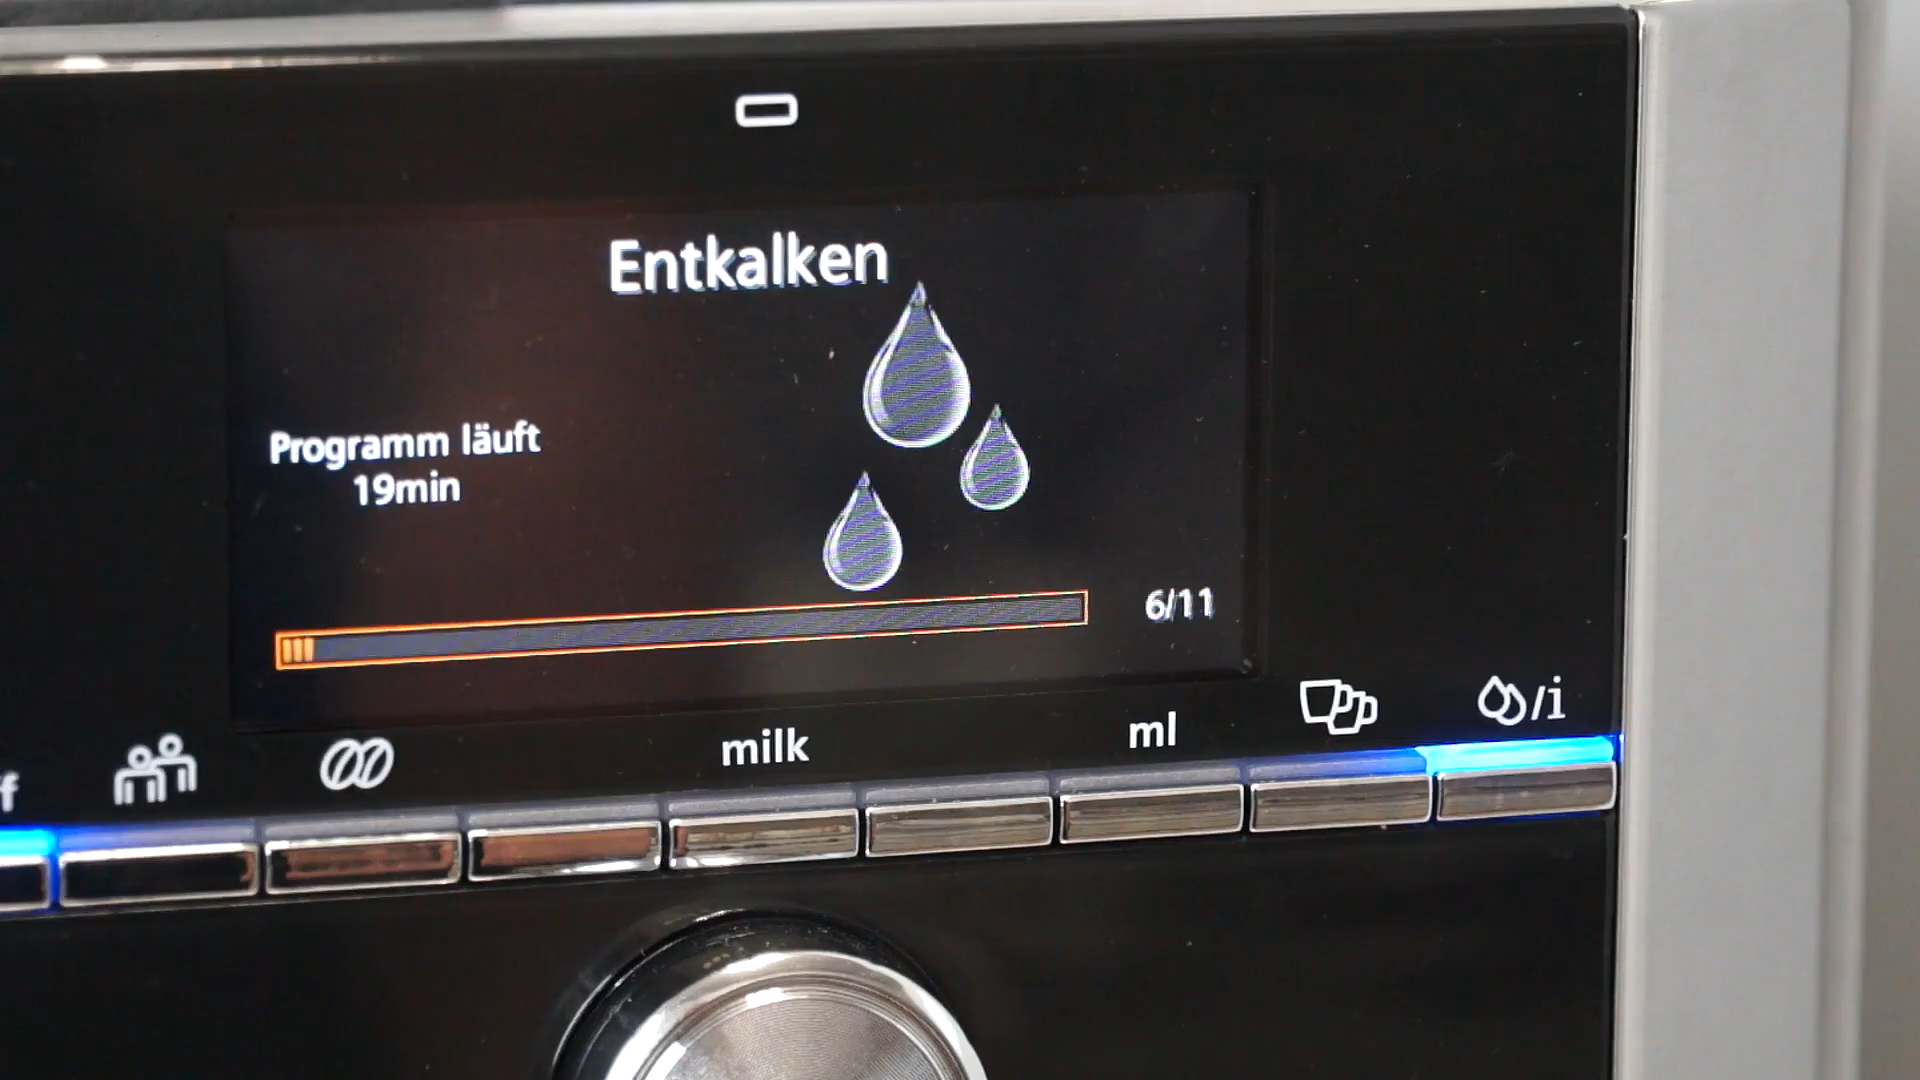 Entkalken
Programm läuft
19min
6/11
milk
ml
/i